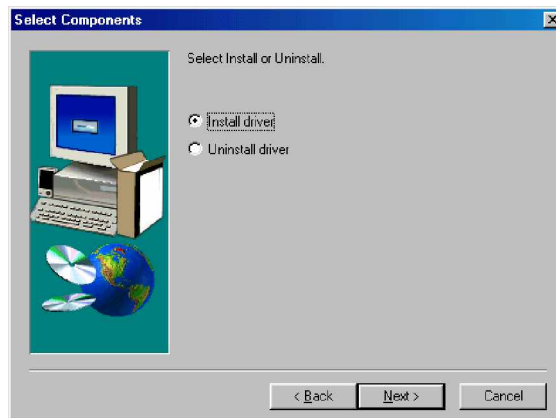 Select Components
Select Install or Uninstall.
Install driver
Uninstall driver
< Back
Next >
Cancel